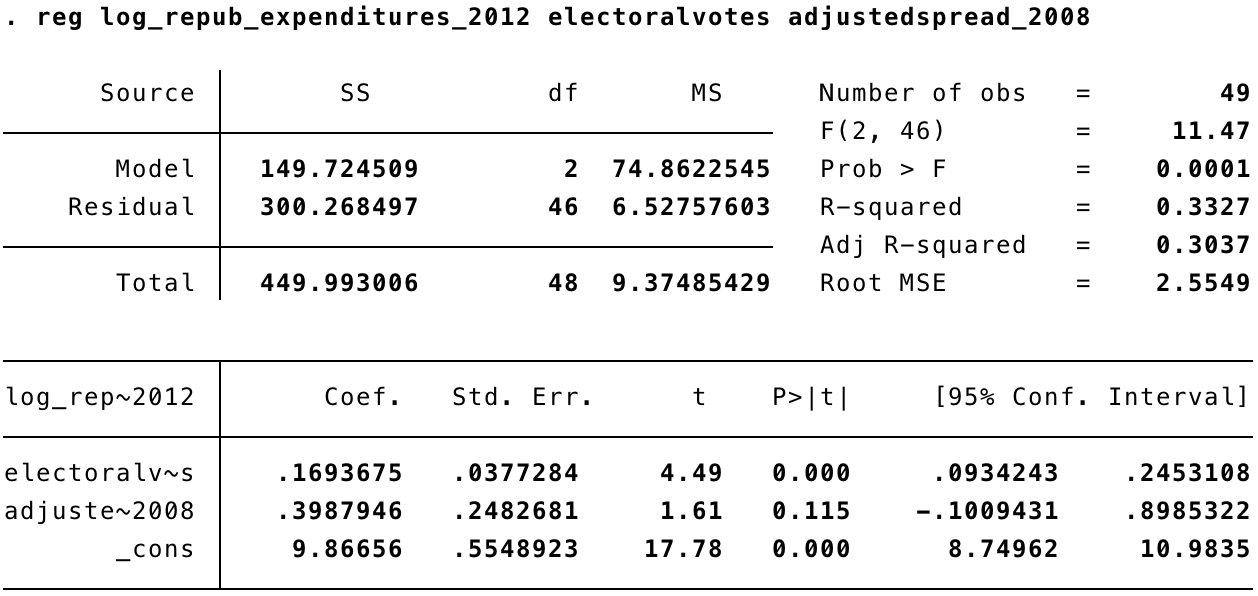 . reg log_repub_expenditures_2012 electoralvotes adjustedspread_2008
Source SS df MS Number of obs = 49
F(2, 46) = 11.47
Model 149.724509 2 74.8622545 Prob > F = 0.0001
Residual 300.268497 46 6.52757603 R-squared = 0.3327
Adj R-squared = 0.3037
Total 449.993006 48 9.37485429 Root MSE = 2.5549
log_rep~2012 Coef. Std. Err. t P>|t| [95% Conf. Interval]
electoralv~s .1693675 .0377284 4.49 0.000 .0934243 .2453108
adjuste~2008 .3987946 .2482681 1.61 0.115 -.1009431 .8985322
_cons 9.86656 .5548923 17.78 0.000 8.74962 10.9835